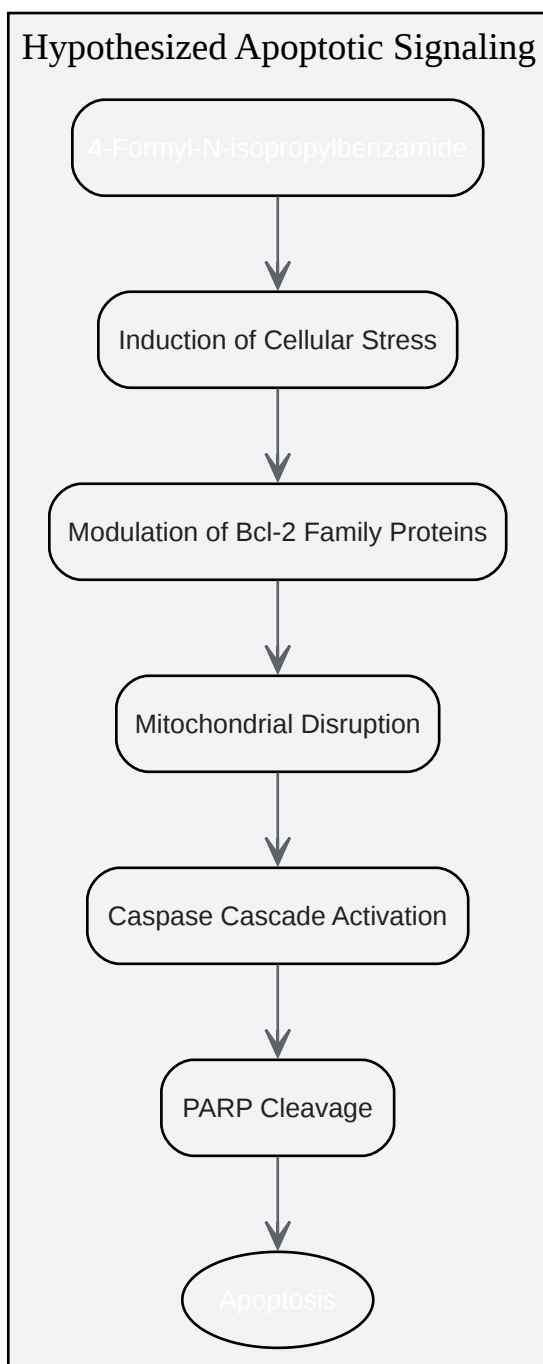 Hypothesized Apoptotic Signaling
4-Formyl-N-isopropylbenzamide
Induction of Cellular Stress
Modulation of Bcl-2 Family Proteins
Mitochondrial Disruption
Caspase Cascade Activation
PARP Cleavage
Apoptosis